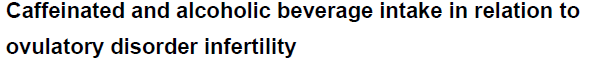 Caffeinated and alcoholic beverage intake in relation to
ovulatory disorder infertility